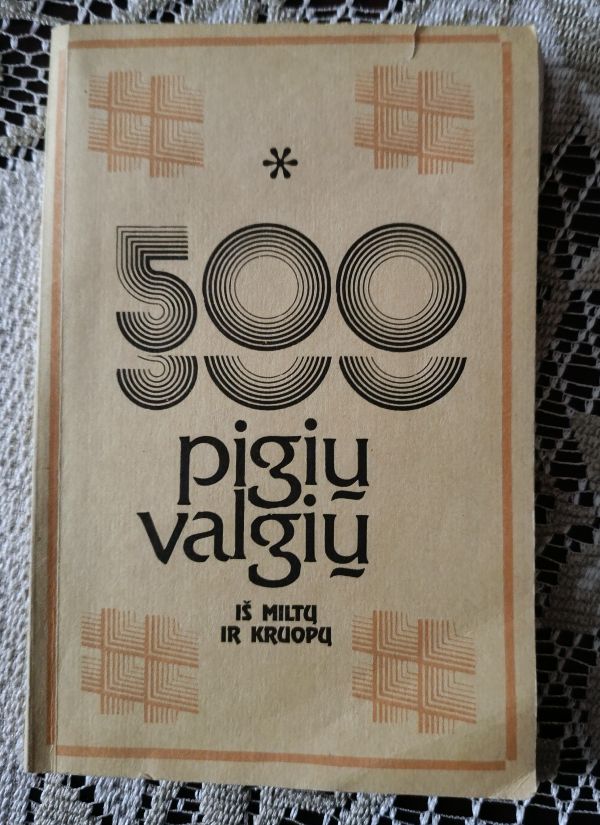 *
500
pigių
valgių
IŠ MILTŲ
IR KRUOPŲ